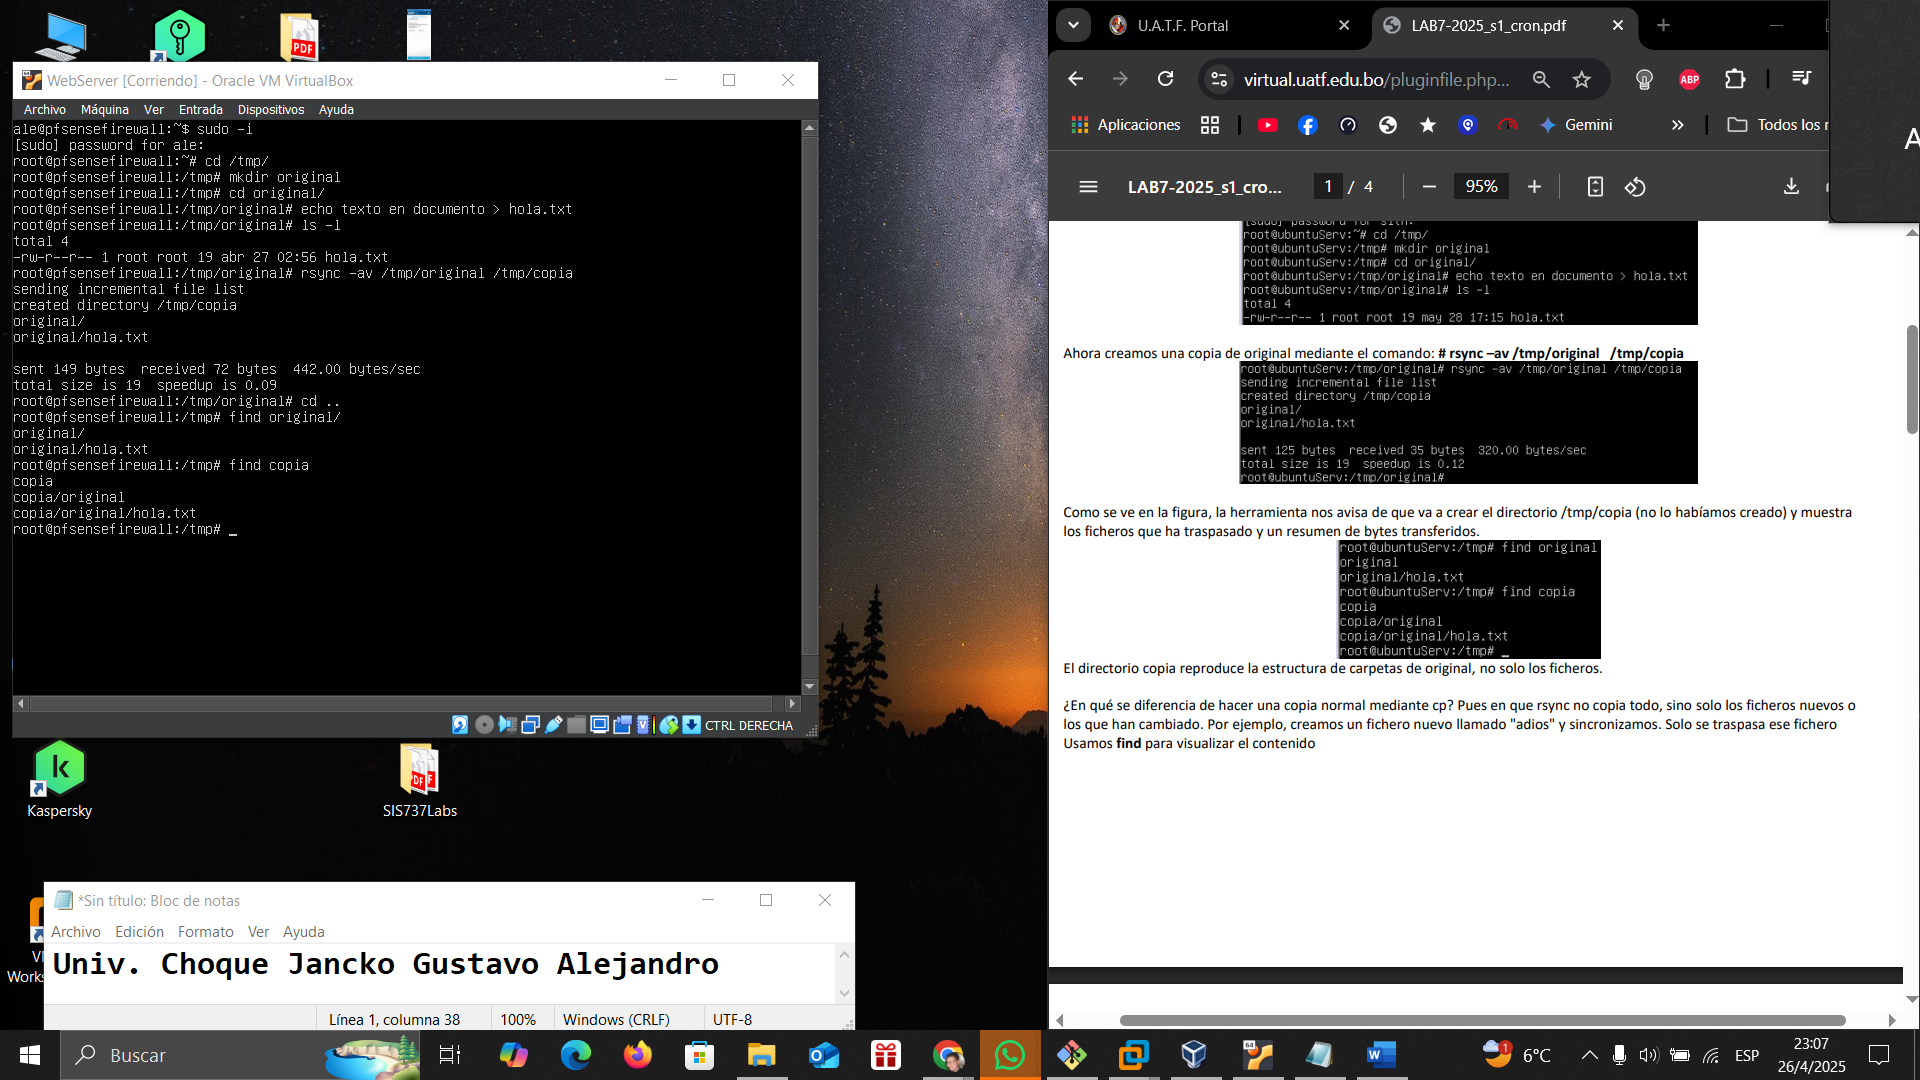 WebServer [Corriendo] - Oracle VM VirtualBox
Archivo Máquina Ver Entrada Dispositivos Ayuda
ale@pfsensefirewall:~$ sudo -i
[sudo] password for ale:
root@pfsensefirewall:~# cd /tmp/
root@pfsensefirewall:/tmp# mkdir original
root@pfsensefirewall:/tmp# cd original/
root@pfsensefirewall:/tmp/original# echo texto en documento > hola.txt
root@pfsensefirewall:/tmp/original# ls -l
total 4
-rw-r--r-- 1 root root 19 abr 27 02:56 hola.txt
root@pfsensefirewall:/tmp/original# rsync -av /tmp/original /tmp/copia
sending incremental file list
created directory /tmp/copia
original/
original/hola.txt
sent 149 bytes  received 72 bytes  442.00 bytes/sec
total size is 19  speedup is 0.09
root@pfsensefirewall:/tmp/original# cd ..
root@pfsensefirewall:/tmp# find original/
original/
original/hola.txt
root@pfsensefirewall:/tmp# find copia
copia
copia/original
copia/original/hola.txt
root@pfsensefirewall:/tmp# _
CTRL DERECHA
Kaspersky
SIS737Labs
*Sin título: Bloc de notas
Archivo Edición Formato Ver Ayuda
Univ. Choque Jancko Gustavo Alejandro
Línea 1, columna 38 100% Windows (CRLF) UTF-8
U.A.T.F. Portal
LAB7-2025_s1_cron.pdf
virtual.uatf.edu.bo/pluginfile.php...
ABP
Aplicaciones
Gemini
Todos los
LAB7-2025_s1_cro...
1 / 4
95%
[sudo] password for sith:
root@ubuntuServ:~# cd /tmp/
root@ubuntuServ:/tmp# mkdir original
root@ubuntuServ:/tmp# cd original/
root@ubuntuServ:/tmp/original# echo texto en documento > hola.txt
root@ubuntuServ:/tmp/original# ls -l
total 4
-rw-r--r-- 1 root root 19 may 28 17:15 hola.txt
Ahora creamos una copia de original mediante el comando: # rsync –av /tmp/original /tmp/copia
root@ubuntuServ:/tmp/original# rsync -av /tmp/original /tmp/copia
sending incremental file list
created directory /tmp/copia
original/
original/hola.txt
sent 125 bytes  received 35 bytes  320.00 bytes/sec
total size is 19  speedup is 0.12
root@ubuntuServ:/tmp/original#
Como se ve en la figura, la herramienta nos avisa de que va a crear el directorio /tmp/copia (no lo habíamos creado) y muestra
los ficheros que ha traspasado y un resumen de bytes transferidos.
root@ubuntuServ:/tmp# find original
original
original/hola.txt
root@ubuntuServ:/tmp# find copia
copia
copia/original
copia/original/hola.txt
root@ubuntuServ:/tmp# _
El directorio copia reproduce la estructura de carpetas de original, no solo los ficheros.
¿En qué se diferencia de hacer una copia normal mediante cp? Pues en que rsync no copia todo, sino solo los ficheros nuevos o
los que han cambiado. Por ejemplo, creamos un fichero nuevo llamado "adios" y sincronizamos. Solo se traspasa ese fichero
Usamos find para visualizar el contenido
Buscar
6°C
ESP
23:07
26/4/2025